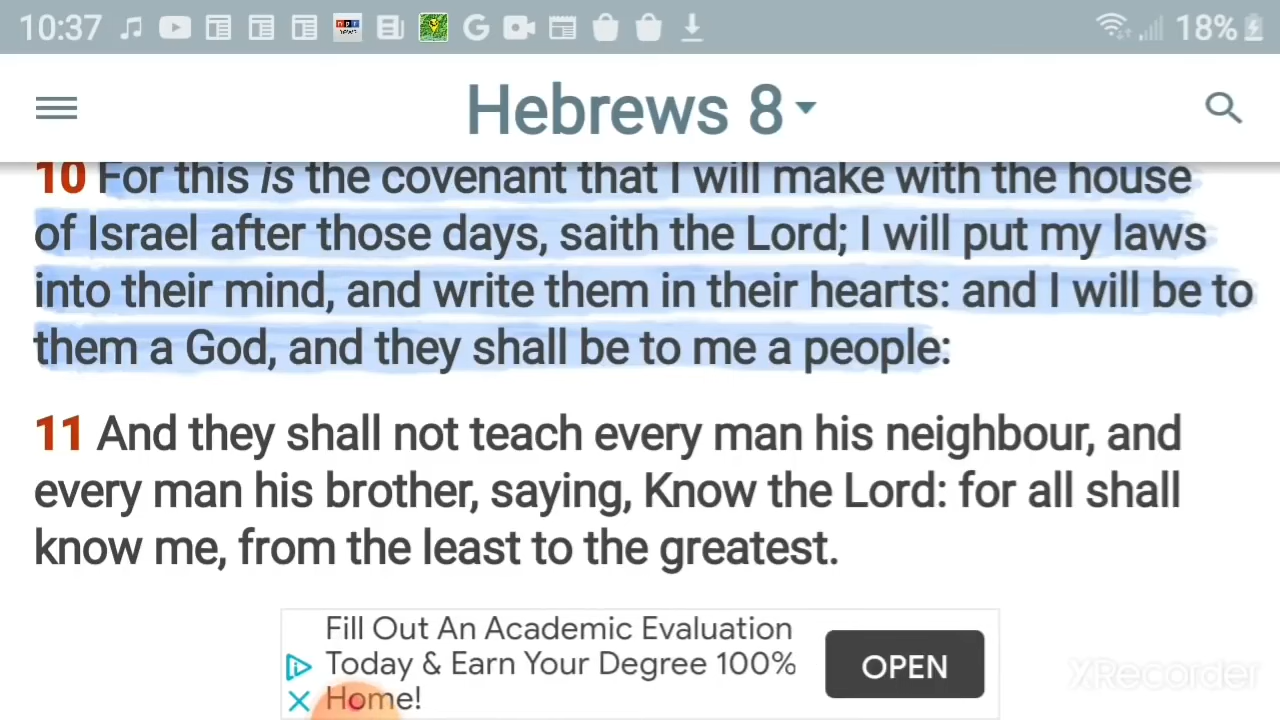 10:37
18%
Hebrews 8
10 For this is the covenant that I will make with the house
of Israel after those days, saith the Lord; I will put my laws
into their mind, and write them in their hearts: and I will be to
them a God, and they shall be to me a people:
11 And they shall not teach every man his neighbour, and
every man his brother, saying, Know the Lord: for all shall
know me, from the least to the greatest.
Fill Out An Academic Evaluation
Today & Earn Your Degree 100%
Home!
OPEN
XRecorder